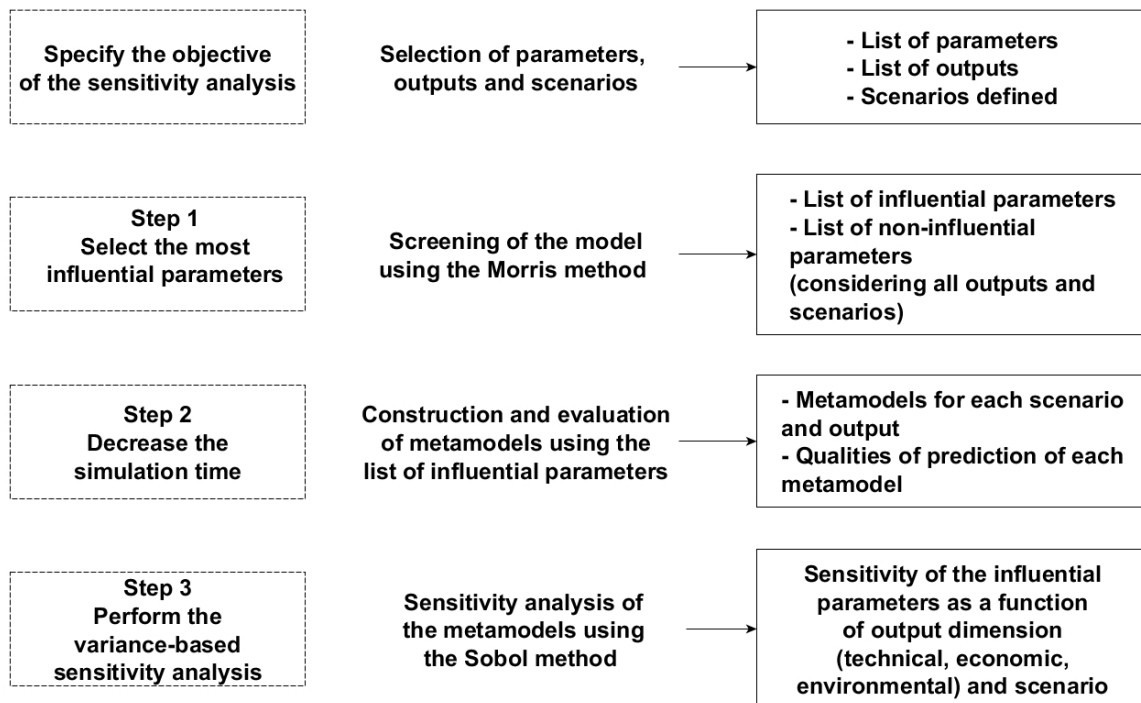 Specify the objective
of the sensitivity analysis
Selection of parameters,
outputs and scenarios
- List of parameters
- List of outputs
- Scenarios defined
Step 1
Select the most
influential parameters
Screening of the model
using the Morris method
- List of influential parameters
- List of non-influential
parameters
(considering all outputs and
scenarios)
Step 2
Decrease the
simulation time
Construction and evaluation
of metamodels using the
list of influential parameters
- Metamodels for each scenario
and output
- Qualities of prediction of each
metamodel
Step 3
Perform the
variance-based
sensitivity analysis
Sensitivity analysis of
the metamodels using
the Sobol method
Sensitivity of the influential
parameters as a function
of output dimension
(technical, economic,
environmental) and scenario